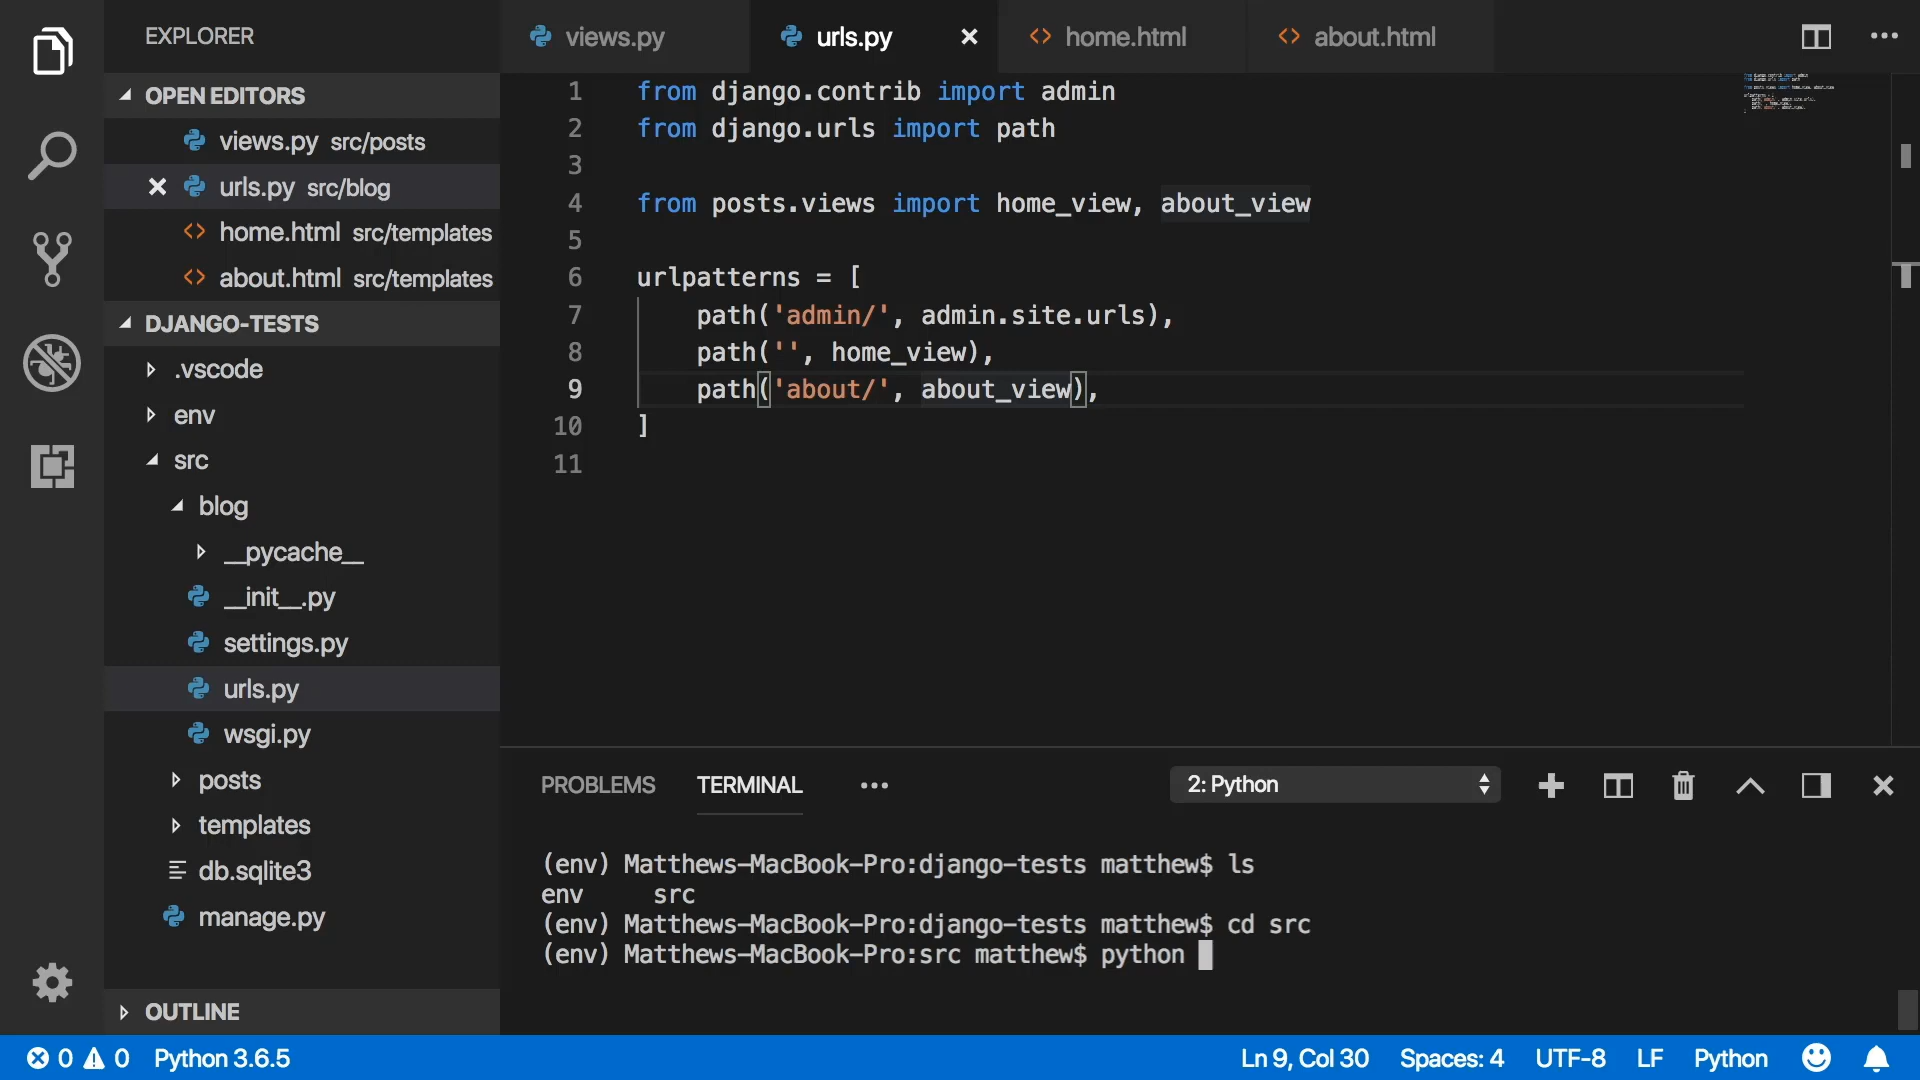 EXPLORER
OPEN EDITORS
views.py src/posts
urls.py src/blog
home.html src/templates
about.html src/templates
DJANGO-TESTS
.vscode
env
src
blog
__pycache__
__init__.py
settings.py
urls.py
wsgi.py
posts
templates
db.sqlite3
manage.py
OUTLINE
views.py urls.py home.html about.html
1 from django.contrib import admin
2 from django.urls import path
3
4 from posts.views import home_view, about_view
5
6 urlpatterns = [
7     path('admin/', admin.site.urls),
8     path('', home_view),
9     path('about/', about_view),
10 ]
11
PROBLEMS TERMINAL ••• 2: Python
(env) Matthews-MacBook-Pro:django-tests matthew$ ls
env src
(env) Matthews-MacBook-Pro:django-tests matthew$ cd src
(env) Matthews-MacBook-Pro:src matthew$ python
0 0 Python 3.6.5 Ln 9, Col 30 Spaces: 4 UTF-8 LF Python